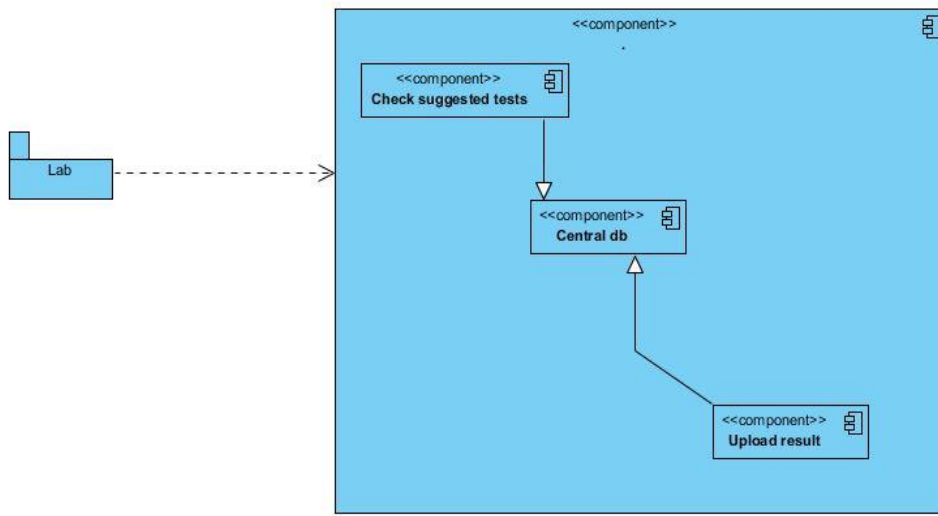 <<component>>
.
<<component>>
Check suggested tests
Lab
<<component>>
Central db
<<component>>
Upload result